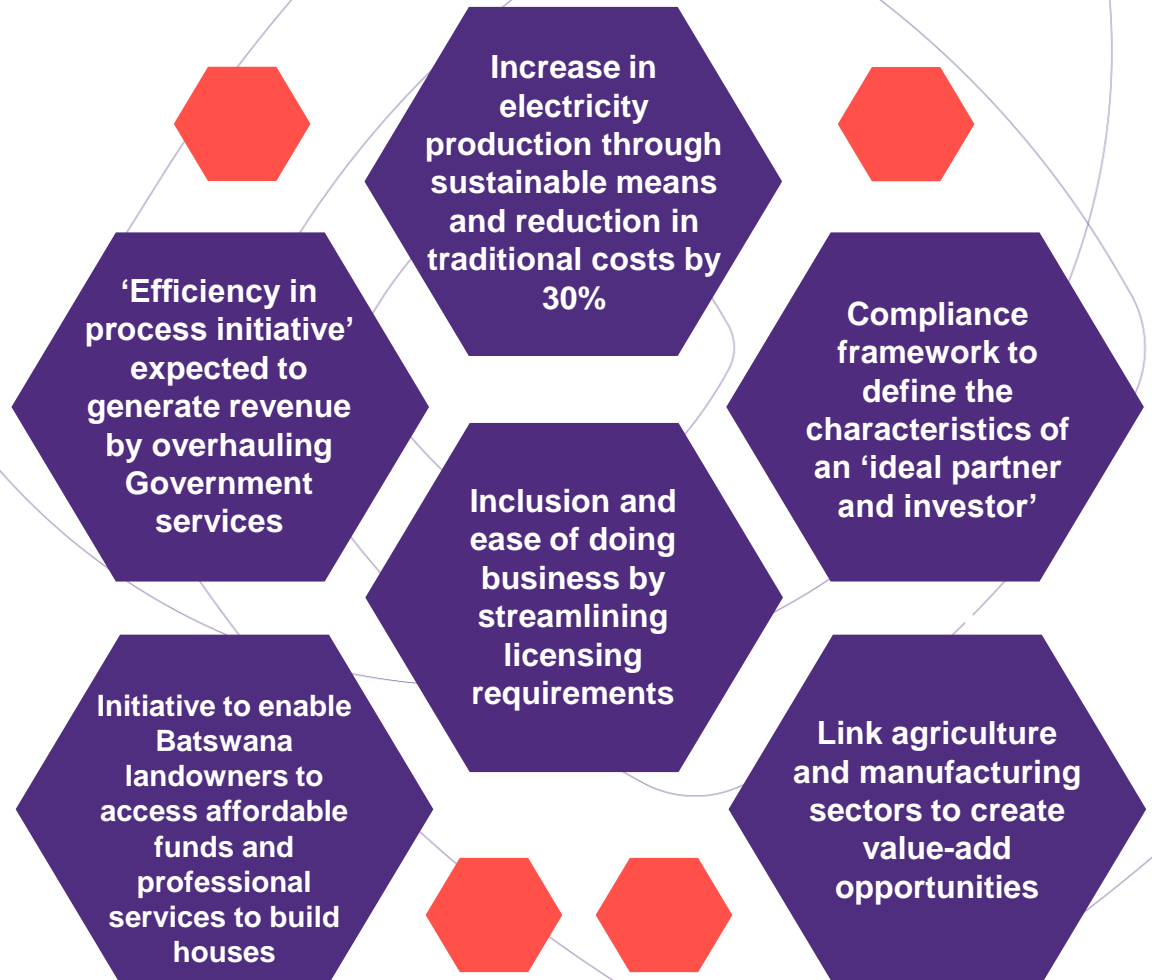 Increase in
electricity
production through
sustainable means
and reduction in
traditional costs by
30%
‘Efficiency in
process initiative’
expected to
generate revenue
by overhauling
Government
services
Compliance
framework to
define the
characteristics of
an ‘ideal partner
and investor’
Inclusion and
ease of doing
business by
streamlining
licensing
requirements
Initiative to enable
Batswana
landowners to
access affordable
funds and
professional
services to build
houses
Link agriculture
and manufacturing
sectors to create
value-add
opportunities